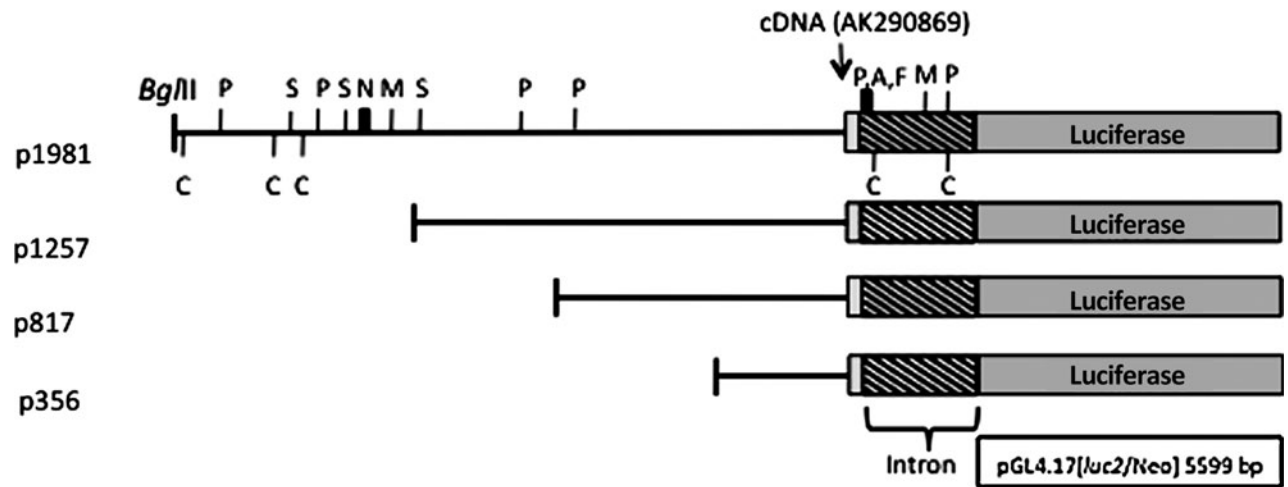 cDNA (AK290869)
BglII P S P S N M S P P P,A,F M P
p1981 Luciferase
C C C C C
p1257 Luciferase
p817 Luciferase
p356 Luciferase
Intron
pGL4.17[luc2/Neo] 5599 bp